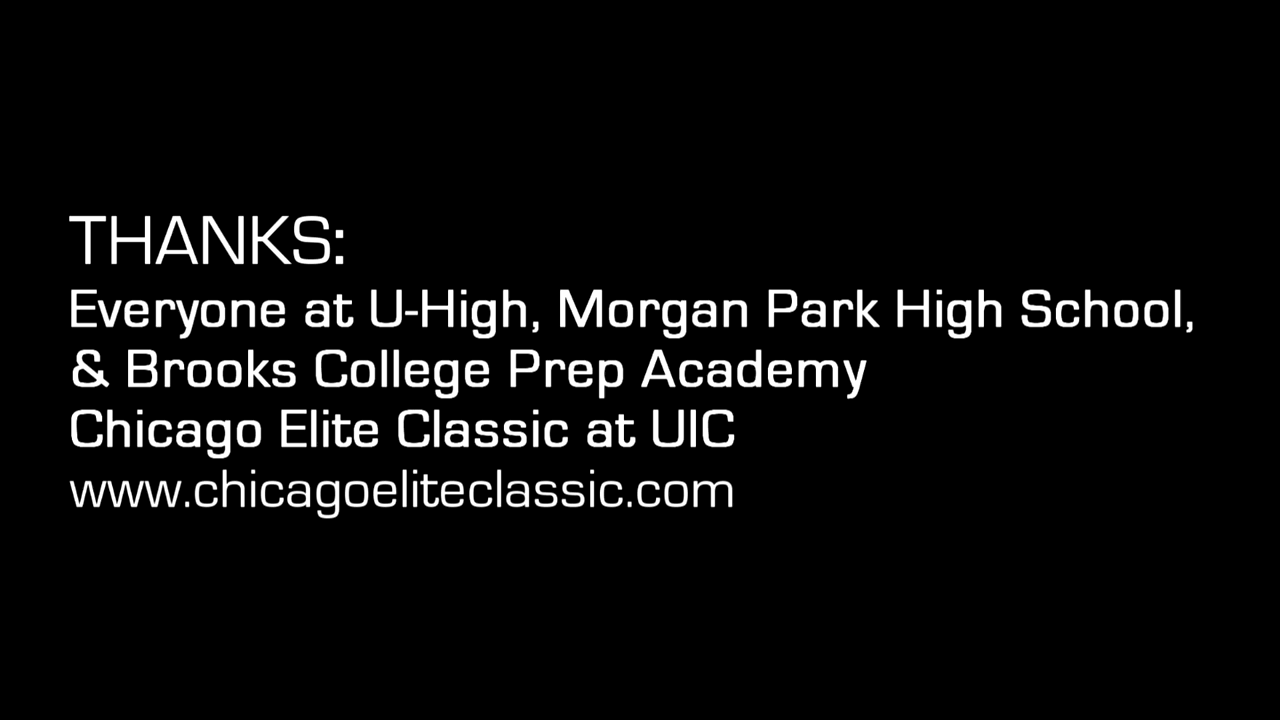 THANKS:
Everyone at U-High, Morgan Park High School,
& Brooks College Prep Academy
Chicago Elite Classic at UIC
www.chicagoeliteclassic.com